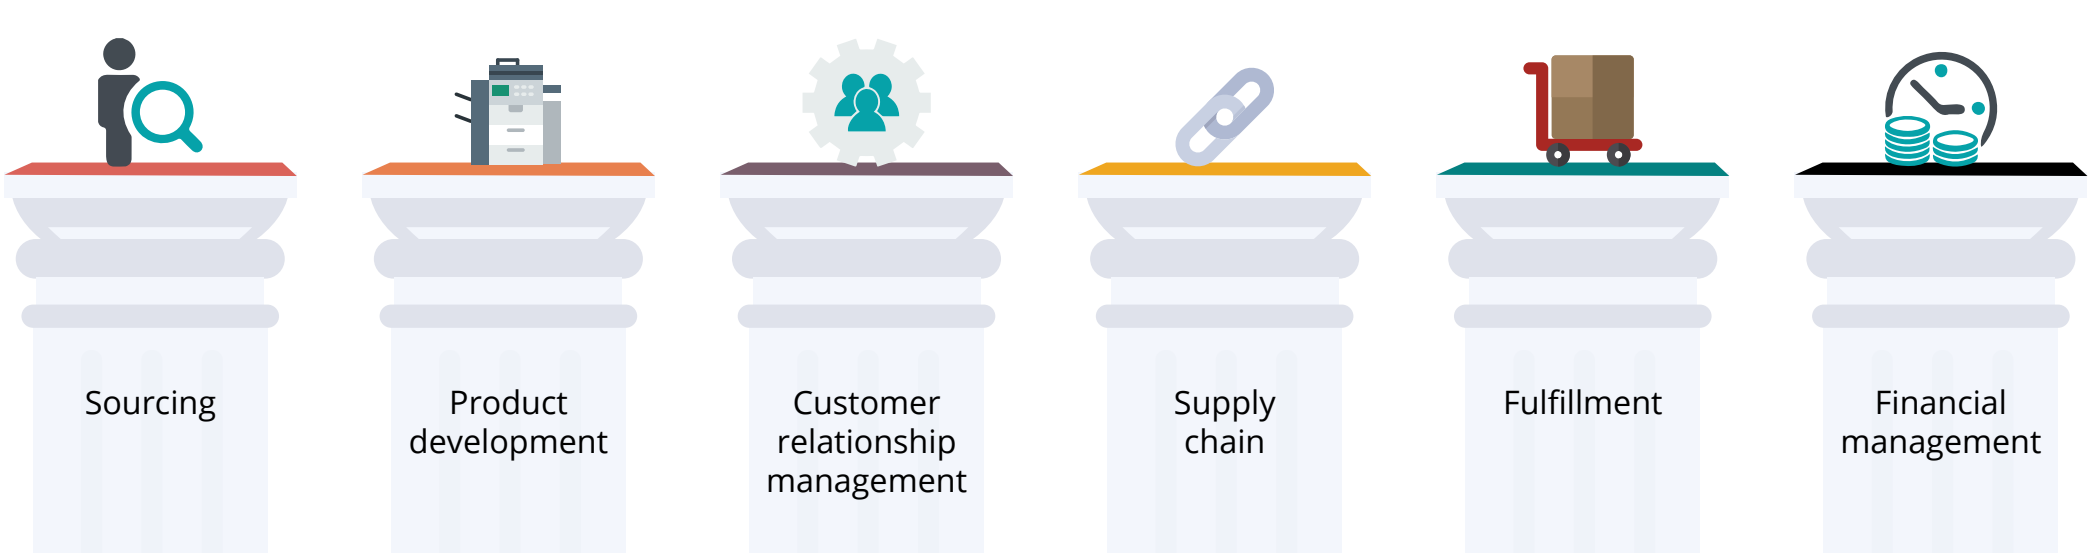 Sourcing
Product
development
Customer
relationship
management
Supply
chain
Fulfillment
Financial
management